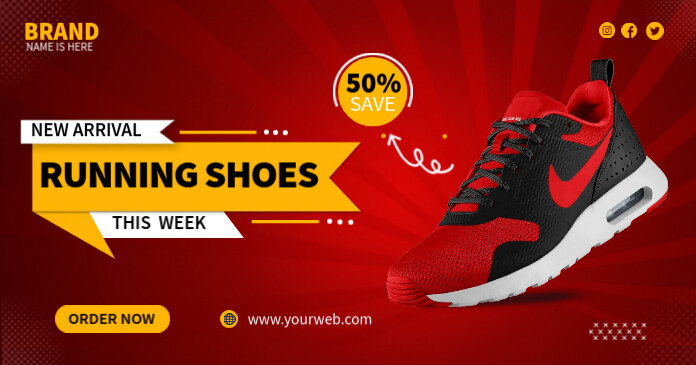 BRAND
NAME IS HERE
50%
SAVE
NEW ARRIVAL
RUNNING SHOES
THIS WEEK
ORDER NOW
www.yourweb.com